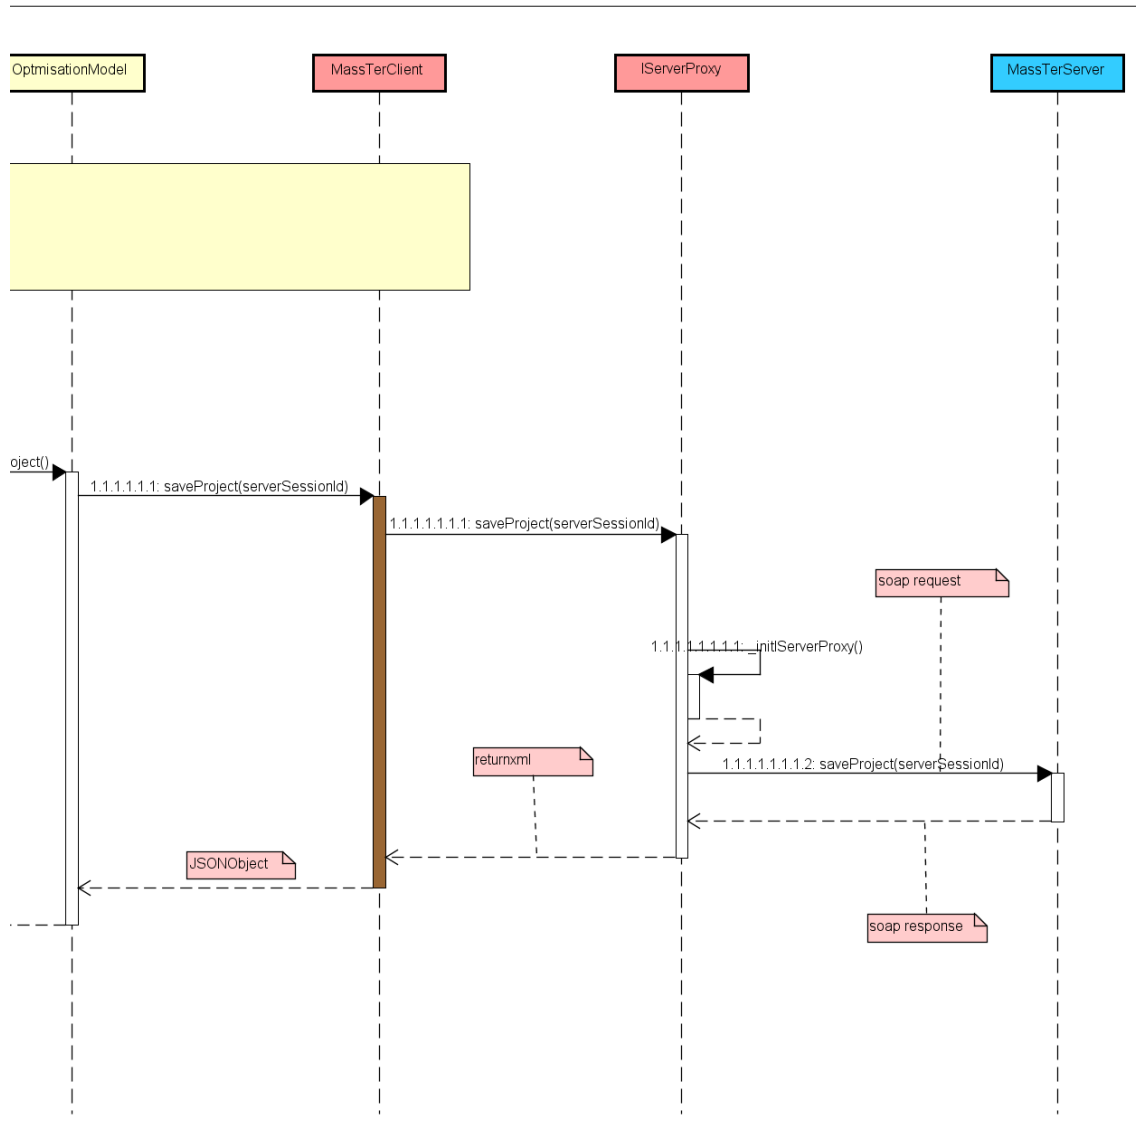 OptmisationModel
MassTerClient
IServerProxy
MassTerServer
oject()
1.1.1.1.1.1: saveProject(serverSessionId)
1.1.1.1.1.1.1: saveProject(serverSessionId)
soap request
1.1.1.1.1.1.1.1: _initIServerProxy()
returnxml
1.1.1.1.1.1.1.2: saveProject(serverSessionId)
JSONObject
soap response